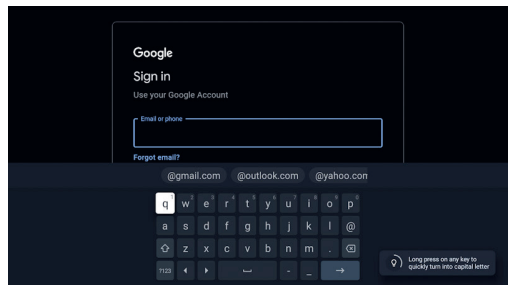 Google
Sign in
Use your Google Account
Email or phone
Forgot email?
@gmail.com @outlook.com @yahoo.com
q w e r t y u i o p
a s d f g h j k l @
z x c v b n m .
?123 - _
Long press on any key to
quickly turn into capital letter